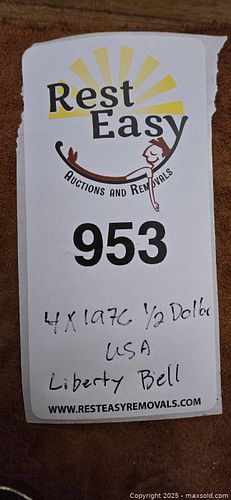 Rest
Easy
AUCTIONS AND REMOVALS
953
4 X 1976 1/2 Dollar
USA
Liberty Bell
WWW.RESTEASYREMOVALS.COM
Copyright 2025 - maxsold.com